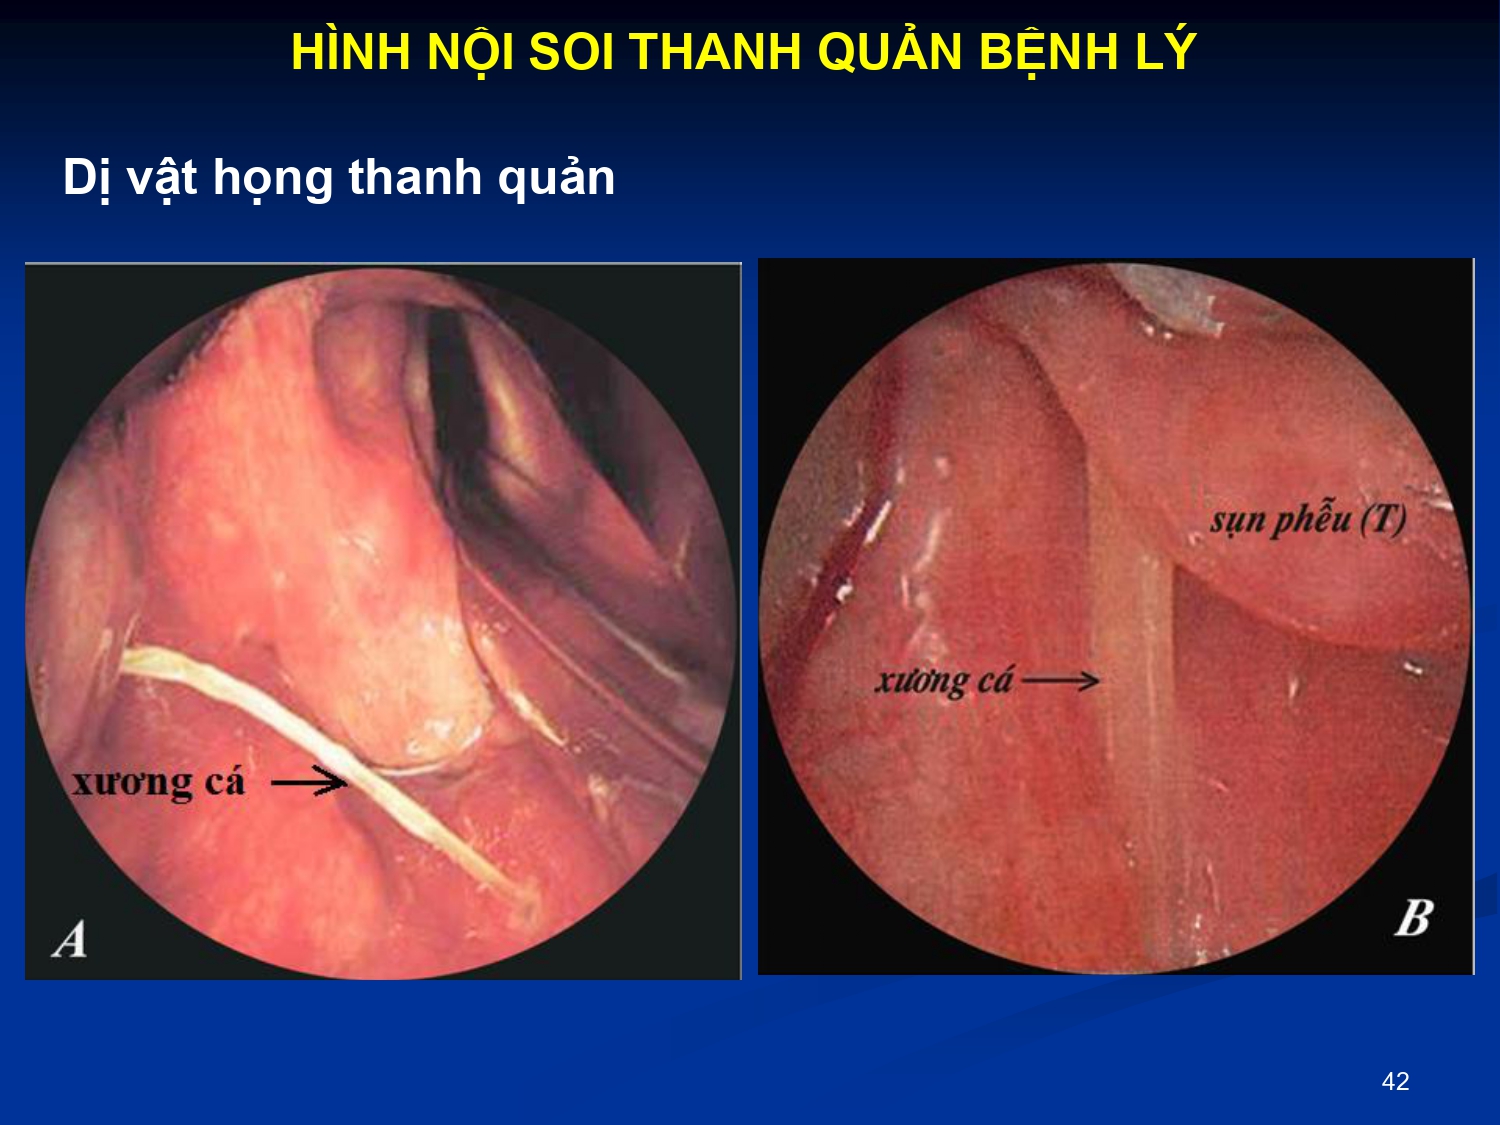 HÌNH NỘI SOI THANH QUẢN BỆNH LÝ
Dị vật họng thanh quản
sụn phễu (T)
xương cá
xương cá
A
B
42